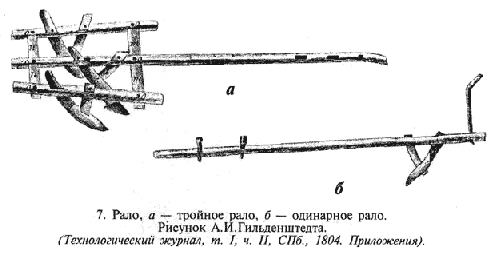 а
б
7. Рало, а — тройное рало, б — одинарное рало.
Рисунок А.И.Гильденштедта.
(Технологический журнал, т. I, ч. II, СПб., 1804. Приложения).